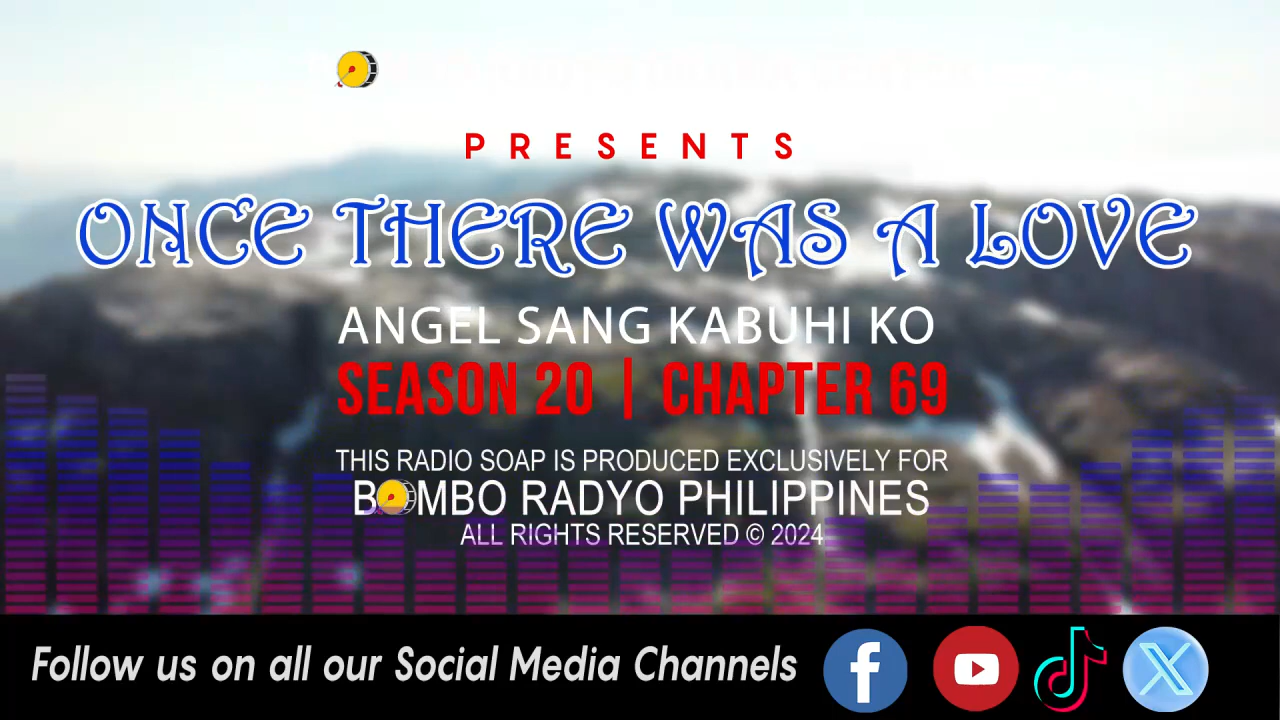 PRESENTS
ONCE THERE WAS A LOVE
ANGEL SANG KABUHI KO
SEASON 20 | CHAPTER 69
THIS RADIO SOAP IS PRODUCED EXCLUSIVELY FOR
BOMBO RADYO PHILIPPINES
ALL RIGHTS RESERVED © 2024
Follow us on all our Social Media Channels